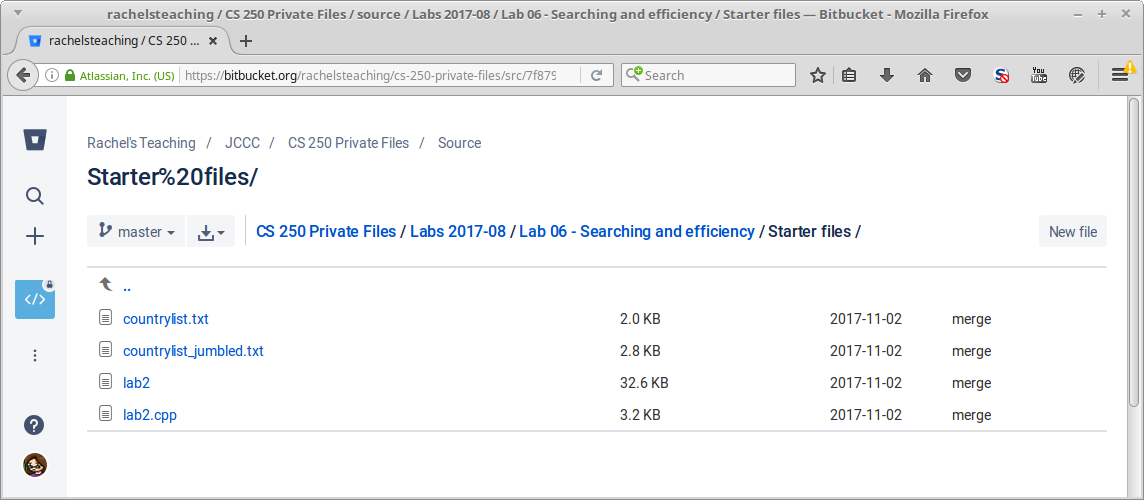 rachelsteaching / CS 250 Private Files / source / Labs 2017-08 / Lab 06 - Searching and efficiency / Starter files — Bitbucket - Mozilla Firefox
rachelsteaching / CS 250 ...
Atlassian, Inc. (US) https://bitbucket.org/rachelsteaching/cs-250-private-files/src/7f879 Search
You Tube
Rachel's Teaching / JCCC / CS 250 Private Files / Source
Starter%20files/
master CS 250 Private Files / Labs 2017-08 / Lab 06 - Searching and efficiency / Starter files / New file
..
countrylist.txt 2.0 KB 2017-11-02 merge
countrylist_jumbled.txt 2.8 KB 2017-11-02 merge
lab2 32.6 KB 2017-11-02 merge
lab2.cpp 3.2 KB 2017-11-02 merge